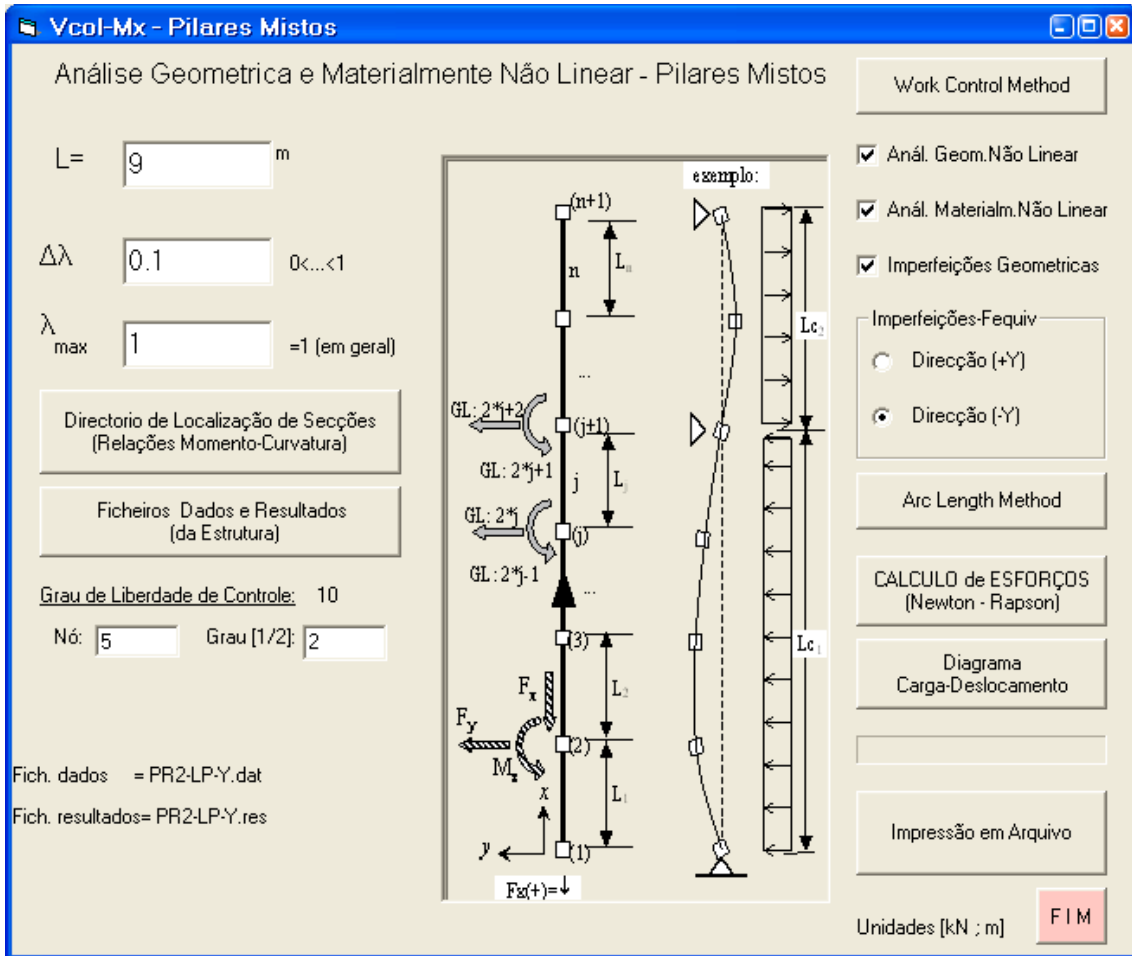 Vcol-Mx - Pilares Mistos
Análise Geometrica e Materialmente Não Linear - Pilares Mistos
L=
9
m
Δλ
0.1
0<...<1
λ
max
1
=1 (em geral)
Directorio de Localização de Secções
(Relações Momento-Curvatura)
Ficheiros Dados e Resultados
(da Estrutura)
Grau de Liberdade de Controle: 10
Nó:
5
Grau [1/2]:
2
Fich. dados = PR2-LP-Y.dat
Fich. resultados= PR2-LP-Y.res
exemplo:
(n+1)
n
Ln
...
GL: 2*j+2
(j+1)
GL: 2*j+1
j
Lj
GL: 2*j
(j)
GL: 2*j-1
...
(3)
Fx
L2
Fy
(2)
Mz
x
L1
y
(1)
Fx(+)=↓
Lc2
Lc1
Work Control Method
Anál. Geom.Não Linear
Anál. Materialm.Não Linear
Imperfeições Geometricas
Imperfeições-Fequiv
Direcção (+Y)
Direcção (-Y)
Arc Length Method
CALCULO de ESFORÇOS
(Newton - Rapson)
Diagrama
Carga-Deslocamento
Impressão em Arquivo
Unidades [kN ; m]
F I M